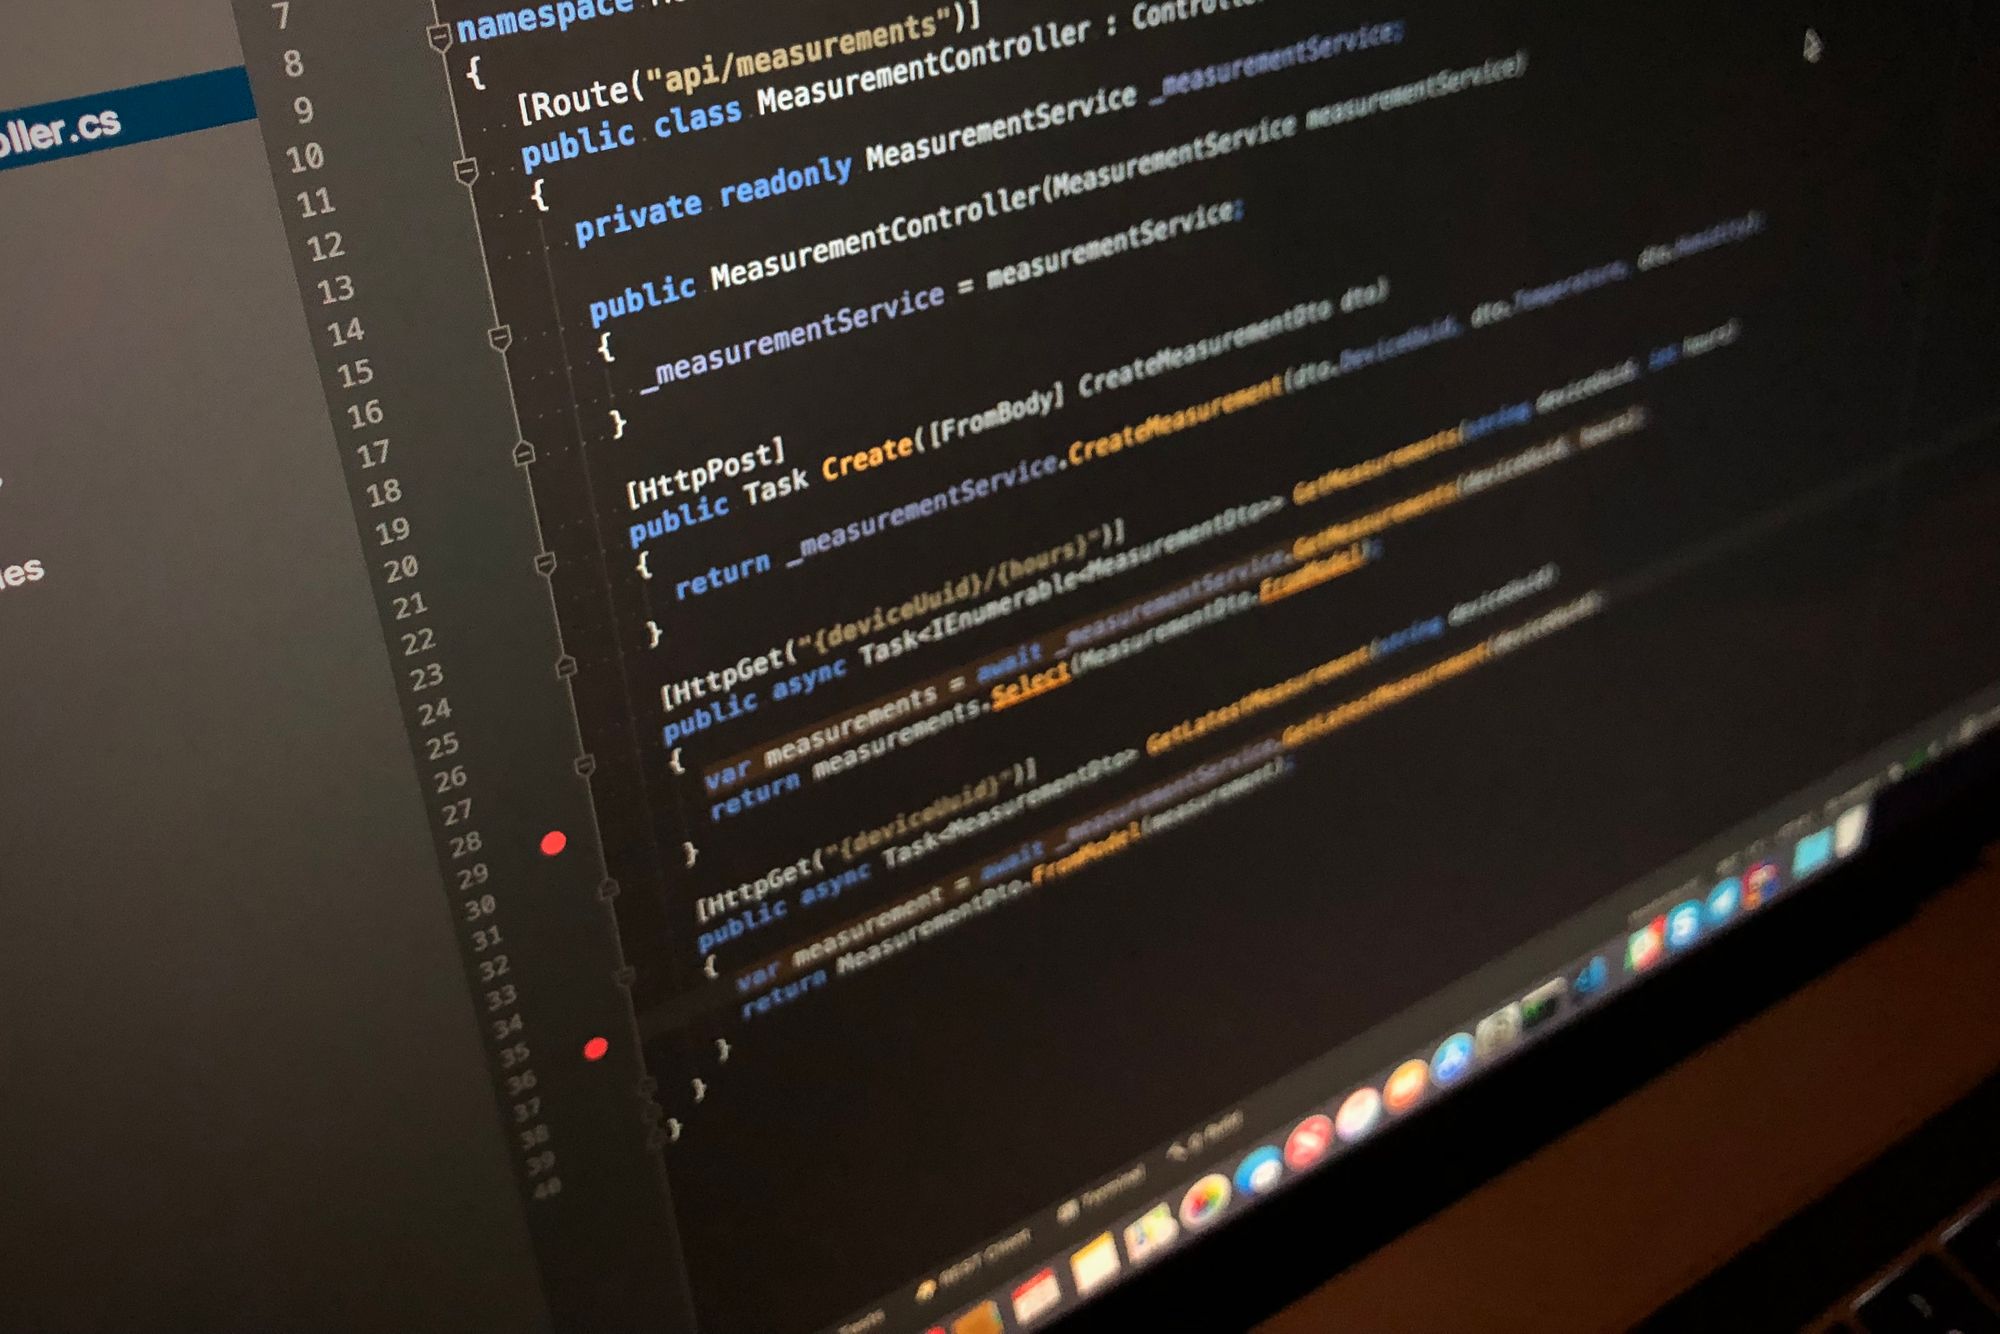 7
namespace
8
{
9
[Route("api/measurements")]
oller.cs
10
public class MeasurementController : Controlle
11
{
12
private readonly MeasurementService _measurementService;
13
14
public MeasurementController(MeasurementService measurementService)
15
{
16
_measurementService = measurementService;
17
}
18
19
[HttpPost]
20
public Task Create([FromBody] CreateMeasurementDto dto)
21
{
22
return _measurementService.CreateMeasurement(dto.DeviceUuid, dto.Temperature, dto.Humidity);
23
}
24
25
[HttpGet("{deviceUuid}/{hours}")]
26
public async Task<IEnumerable<MeasurementDto>> GetMeasurements(string deviceUuid, int hours)
27
{
28
var measurements = await _measurementService.GetMeasurements(deviceUuid, hours);
29
return measurements.Select(MeasurementDto.FromModel);
30
}
31
32
[HttpGet("{deviceUuid}")]
33
public async Task<MeasurementDto> GetLatestMeasurement(string deviceUuid)
34
{
35
var measurement = await _measurementService.GetLatestMeasurement(deviceUuid);
36
return MeasurementDto.FromModel(measurement);
37
}
38
}
39
}
40
les
REST Client
Terminal